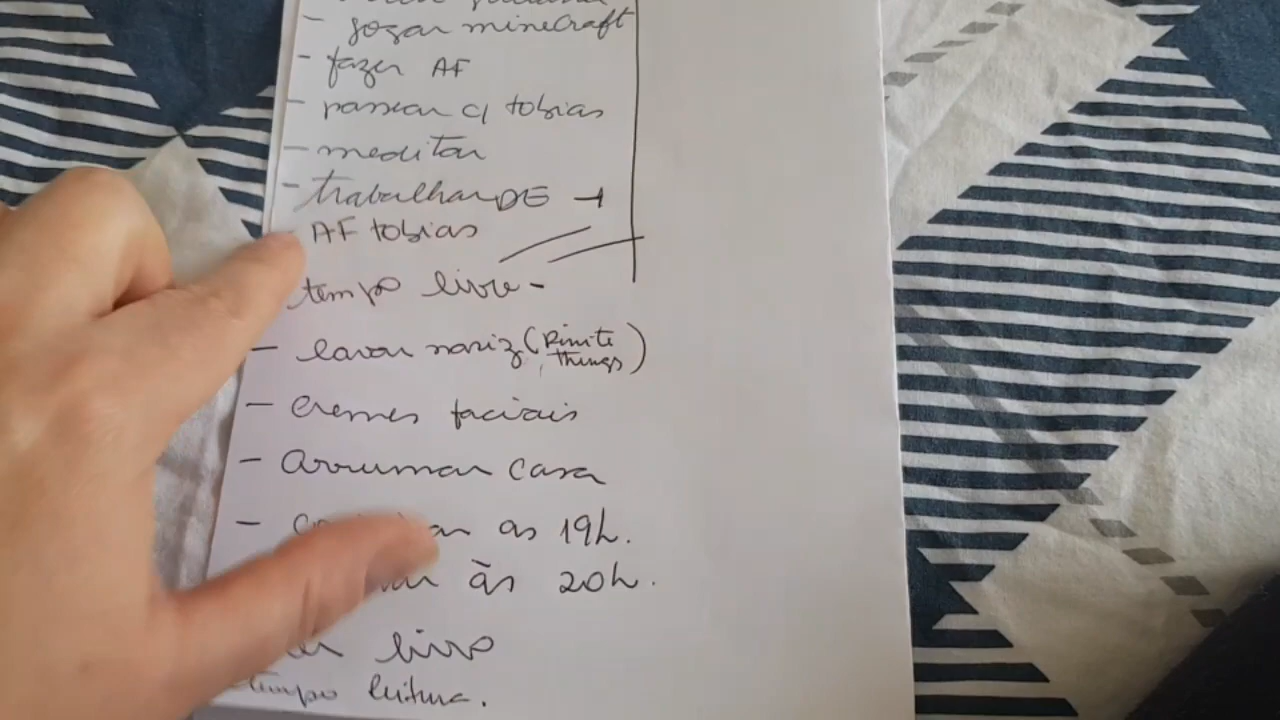 - jogar minecraft
- fazer AF
- passear c/ tobias
- meditar
- trabalhar DE
- AF tobias
tempo livre -
- lavar nariz (Rinite things)
- cremes faciais
- arrumar casa
- as 19h.
às 20h.
livro
tempo leitura.